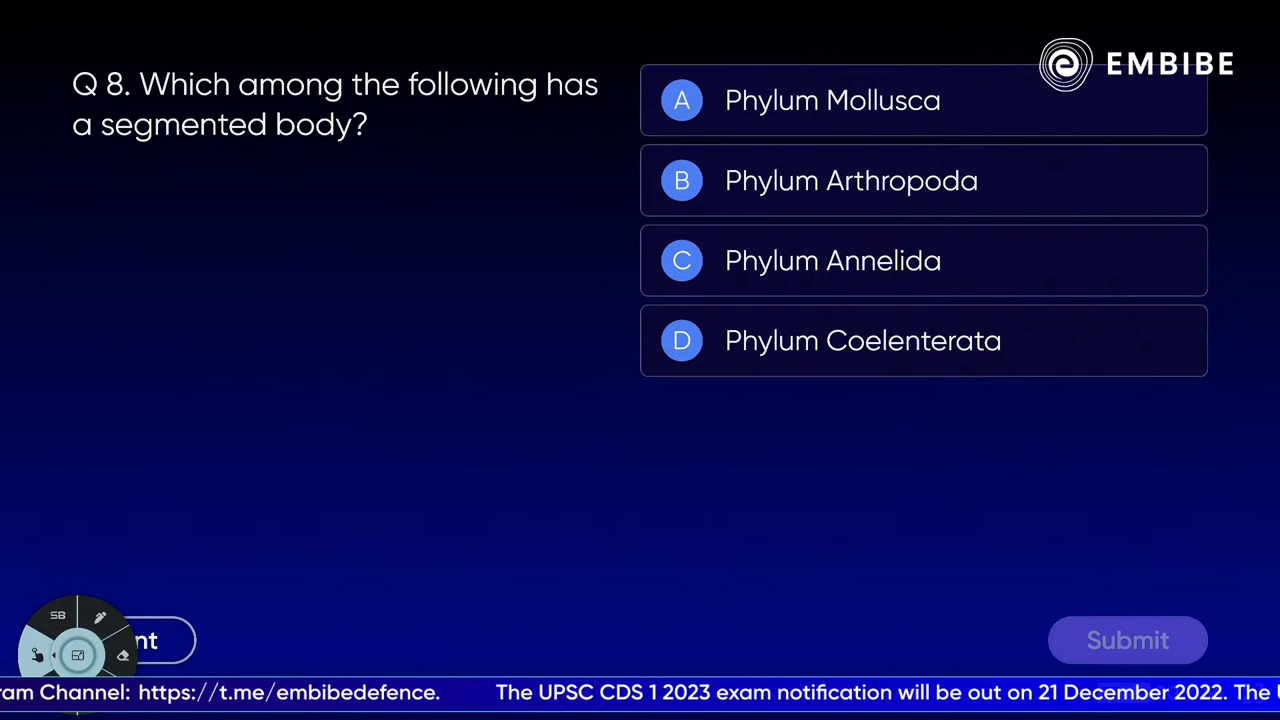 EMBIBE
Q 8. Which among the following has
a segmented body?
A Phylum Mollusca
B Phylum Arthropoda
C Phylum Annelida
D Phylum Coelenterata
SB
nt
Submit
ram Channel: https://t.me/embibedefence. The UPSC CDS 1 2023 exam notification will be out on 21 December 2022. The